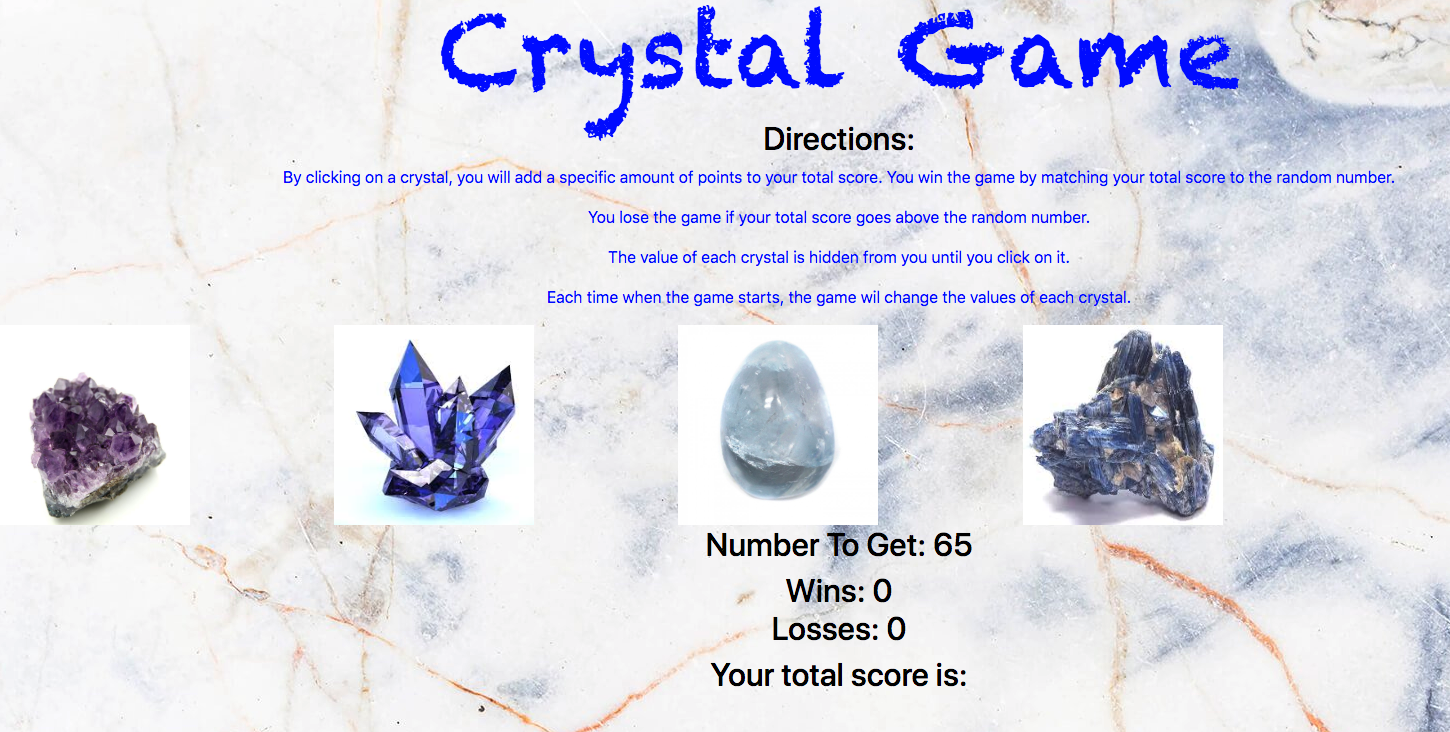 Crystal Game
Directions:
By clicking on a crystal, you will add a specific amount of points to your total score. You win the game by matching your total score to the random number.
You lose the game if your total score goes above the random number.
The value of each crystal is hidden from you until you click on it.
Each time when the game starts, the game wil change the values of each crystal.
Number To Get: 65
Wins: 0
Losses: 0
Your total score is: